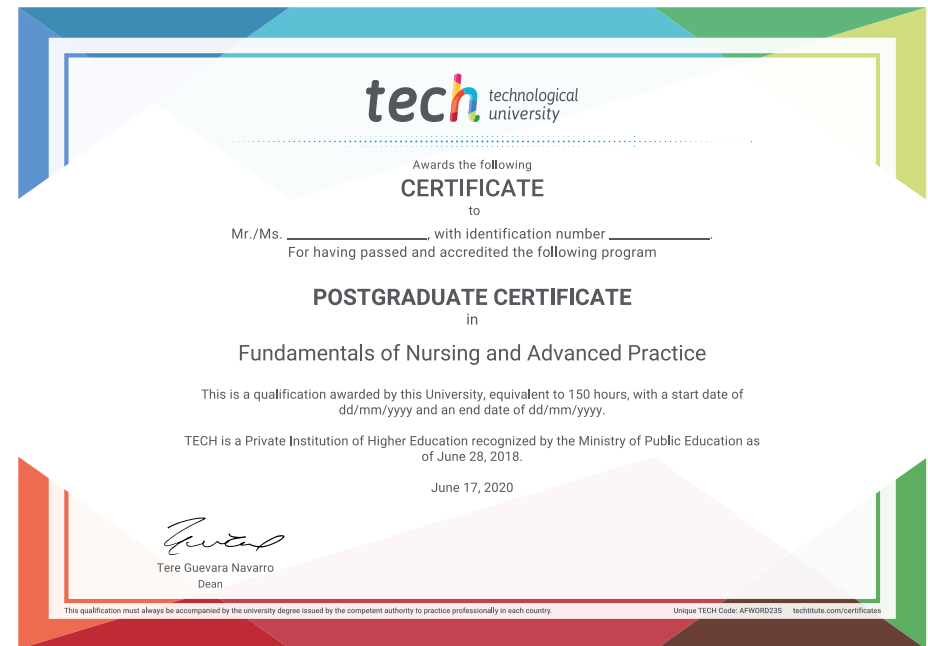 tech technological
university
Awards the following
CERTIFICATE
to
Mr./Ms. ____________________, with identification number ______________.
For having passed and accredited the following program
POSTGRADUATE CERTIFICATE
in
Fundamentals of Nursing and Advanced Practice
This is a qualification awarded by this University, equivalent to 150 hours, with a start date of
dd/mm/yyyy and an end date of dd/mm/yyyy.
TECH is a Private Institution of Higher Education recognized by the Ministry of Public Education as
of June 28, 2018.
June 17, 2020
Tere Guevara Navarro
Dean
This qualification must always be accompanied by the university degree issued by the competent authority to practice professionally in each country. Unique TECH Code: AFWORD23S techtitute.com/certificates